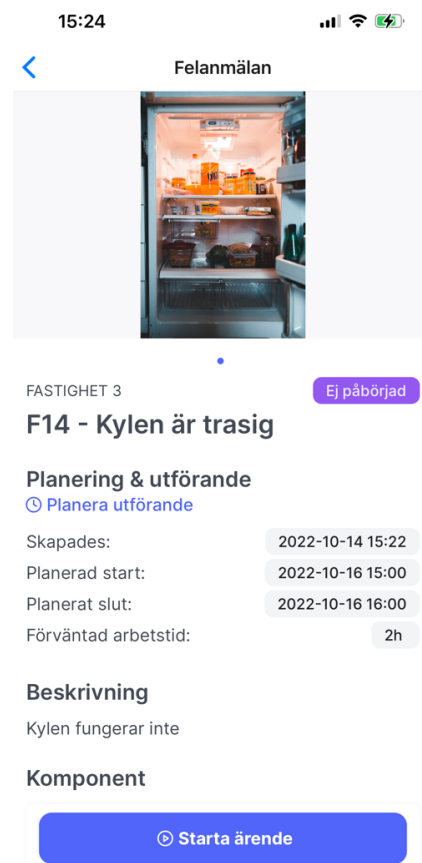 15:24
Felanmälan
FASTIGHET 3
Ej påbörjad
F14 - Kylen är trasig
Planering & utförande
Planera utförande
Skapades: 2022-10-14 15:22
Planerad start: 2022-10-16 15:00
Planerat slut: 2022-10-16 16:00
Förväntad arbetstid: 2h
Beskrivning
Kylen fungerar inte
Komponent
Starta ärende